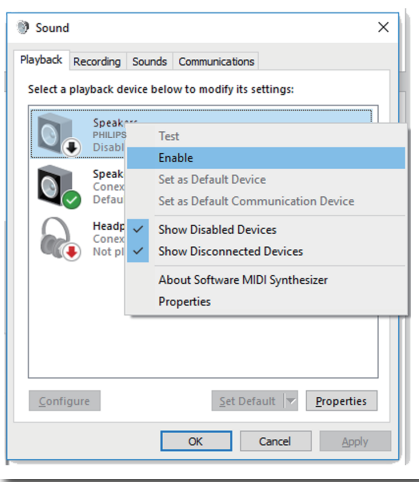 Sound
Playback Recording Sounds Communications
Select a playback device below to modify its settings:
PHILIPS
Test
Enable
Set as Default Device
Set as Default Communication Device
Show Disabled Devices
Show Disconnected Devices
About Software MIDI Synthesizer
Properties
Configure Set Default Properties
OK Cancel Apply